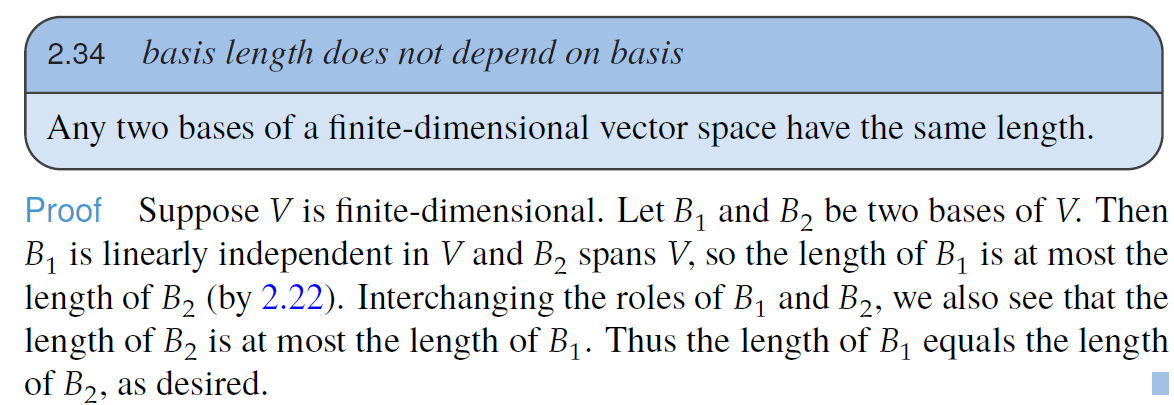 2.34 basis length does not depend on basis
Any two bases of a finite-dimensional vector space have the same length.
Proof Suppose V is finite-dimensional. Let B₁ and B₂ be two bases of V. Then
B₁ is linearly independent in V and B₂ spans V, so the length of B₁ is at most the
length of B₂ (by 2.22). Interchanging the roles of B₁ and B₂, we also see that the
length of B₂ is at most the length of B₁. Thus the length of B₁ equals the length
of B₂, as desired.